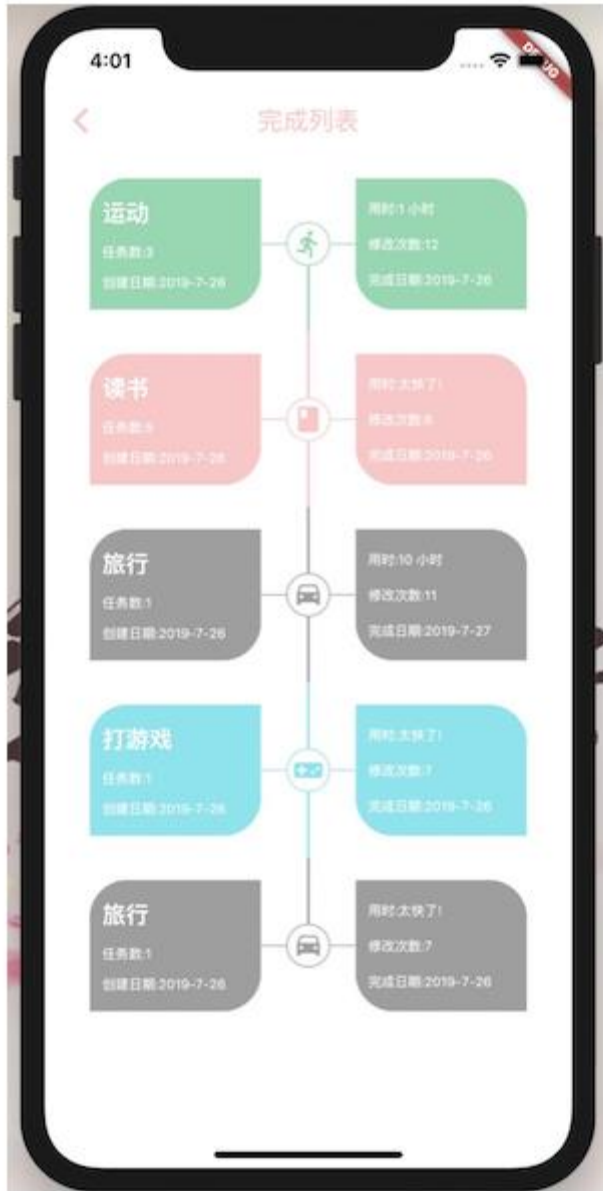 4:01
DEBUG
完成列表
运动
任务数:3
创建日期:2019-7-26
用时:1 小时
修改次数:12
完成日期:2019-7-26
读书
任务数:5
创建日期:2019-7-26
用时:太快了!
修改次数:6
完成日期:2019-7-26
旅行
任务数:1
创建日期:2019-7-26
用时:10 小时
修改次数:11
完成日期:2019-7-27
打游戏
任务数:1
创建日期:2019-7-26
用时:太快了!
修改次数:7
完成日期:2019-7-26
旅行
任务数:1
创建日期:2019-7-26
用时:太快了!
修改次数:7
完成日期:2019-7-26